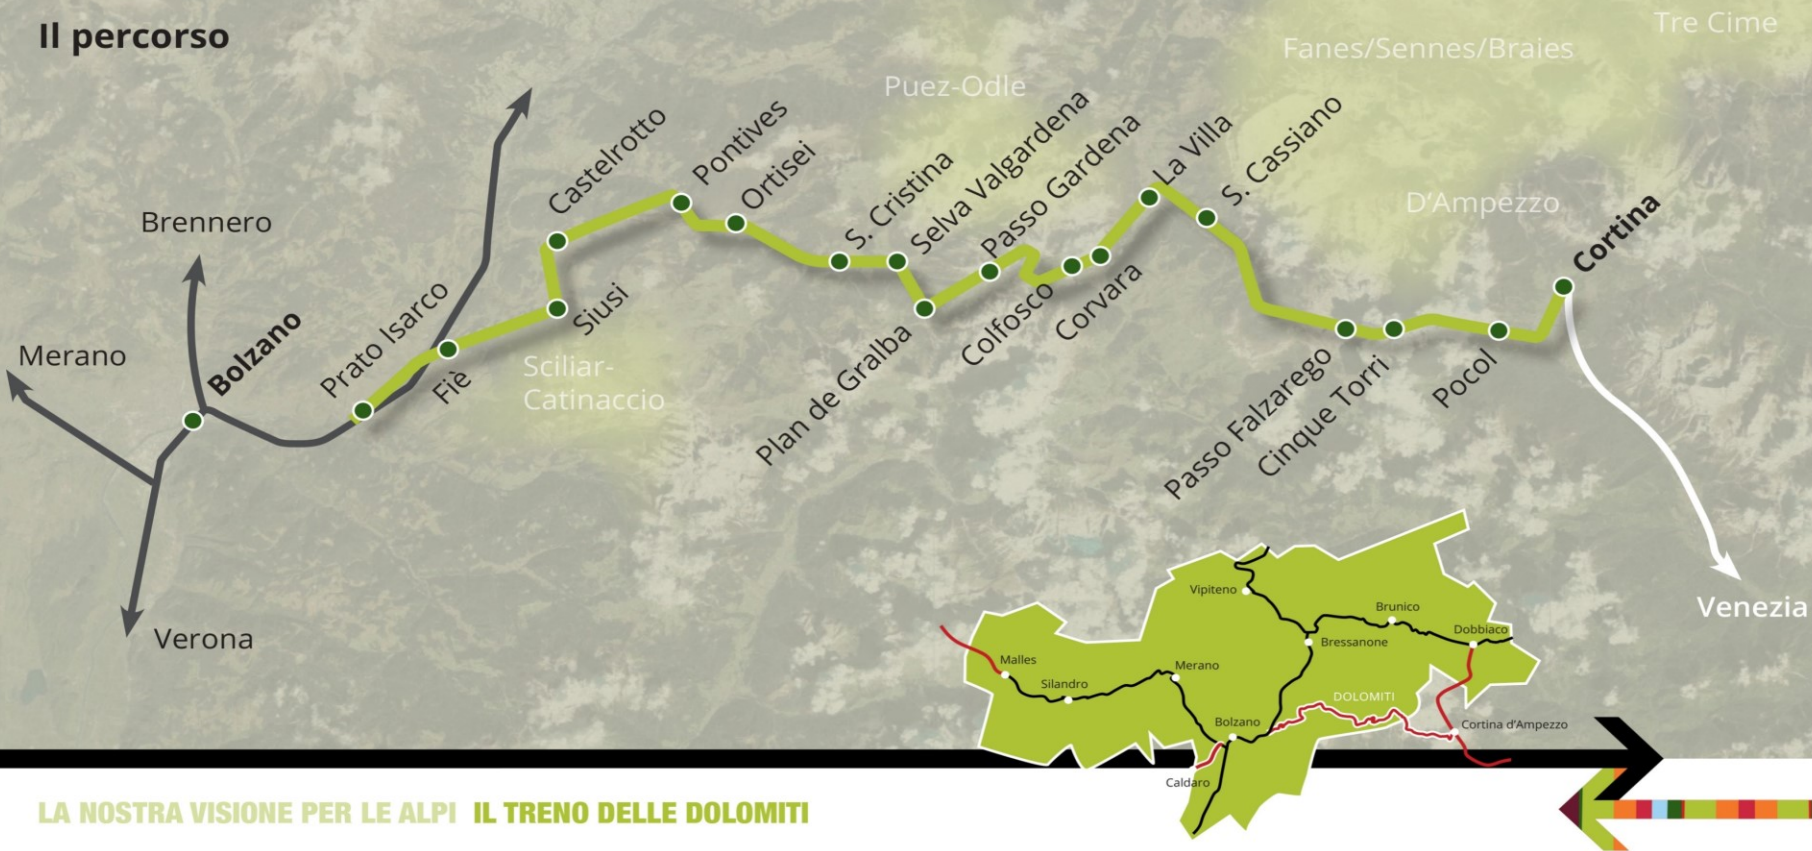 Il percorso
Tre Cime
Fanes/Sennes/Braies
Puez-Odle
D'Ampezzo
Sciliar-
Catinaccio
Brennero
Merano
Bolzano
Verona
Prato Isarco
Fiè
Siusi
Castelrotto
Pontives
Ortisei
S. Cristina
Selva Valgardena
Plan de Gralba
Passo Gardena
Colfosco
Corvara
La Villa
S. Cassiano
Passo Falzarego
Cinque Torri
Pocol
Cortina
Venezia
Vipiteno
Brunico
Dobbiaco
Bressanone
Malles
Silandro
Merano
DOLOMITI
Bolzano
Cortina d'Ampezzo
Caldaro
LA NOSTRA VISIONE PER LE ALPI IL TRENO DELLE DOLOMITI